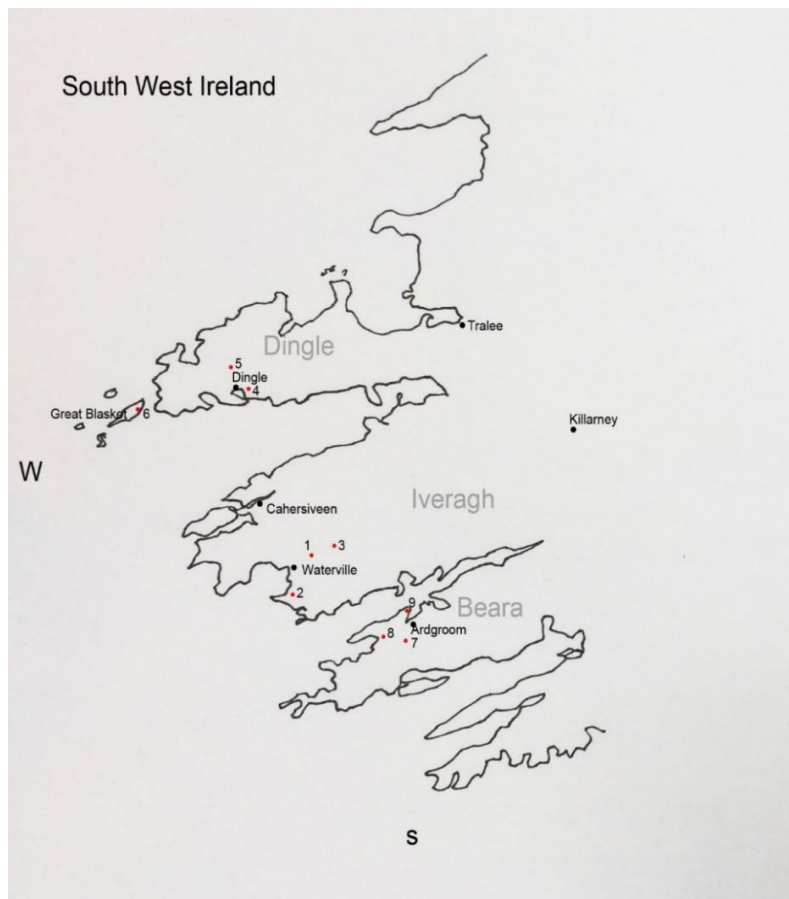 South West Ireland
Tralee
Dingle
5
Dingle
4
Great Blasket
6
Killarney
W
Iveragh
Cahersiveen
1
3
Waterville
2
9
Beara
Ardgroom
8
7
S